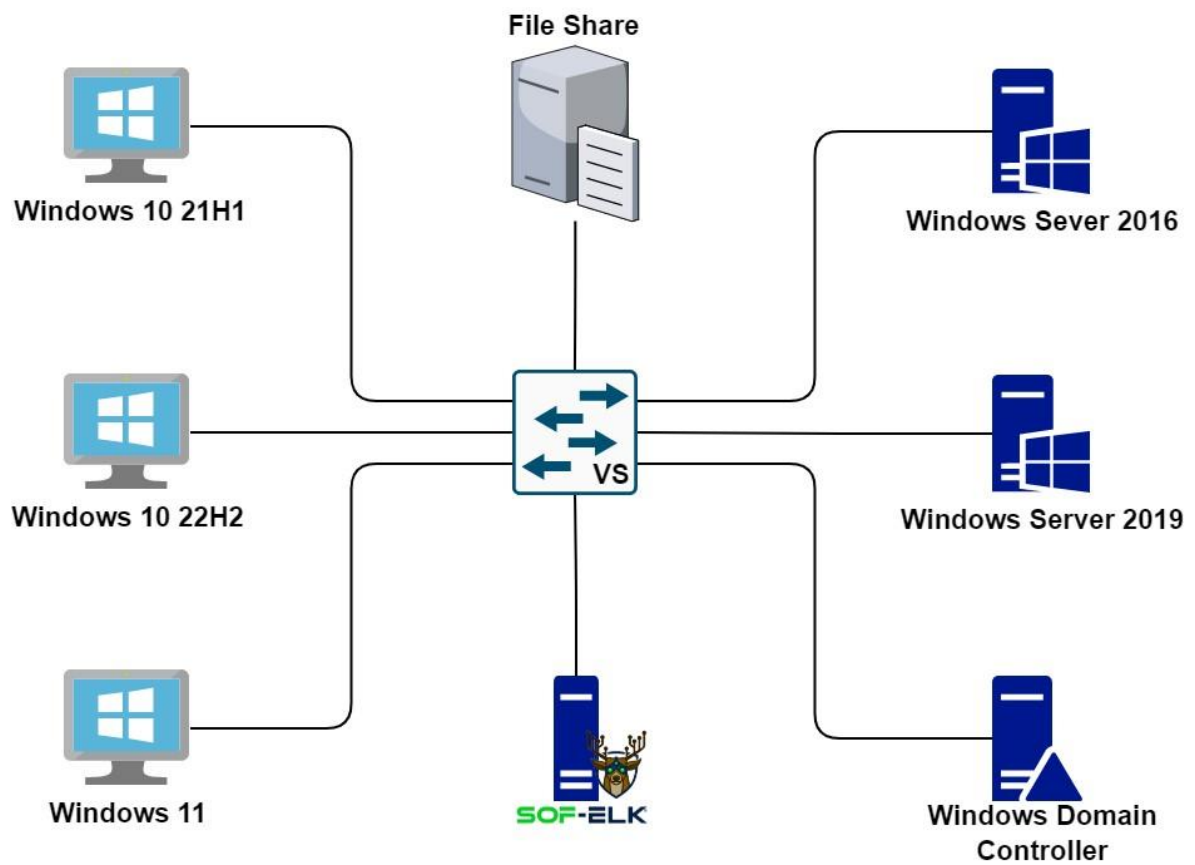 File Share
Windows 10 21H1
Windows Sever 2016
VS
Windows 10 22H2
Windows Server 2019
Windows 11
SOF-ELK
Windows Domain
Controller